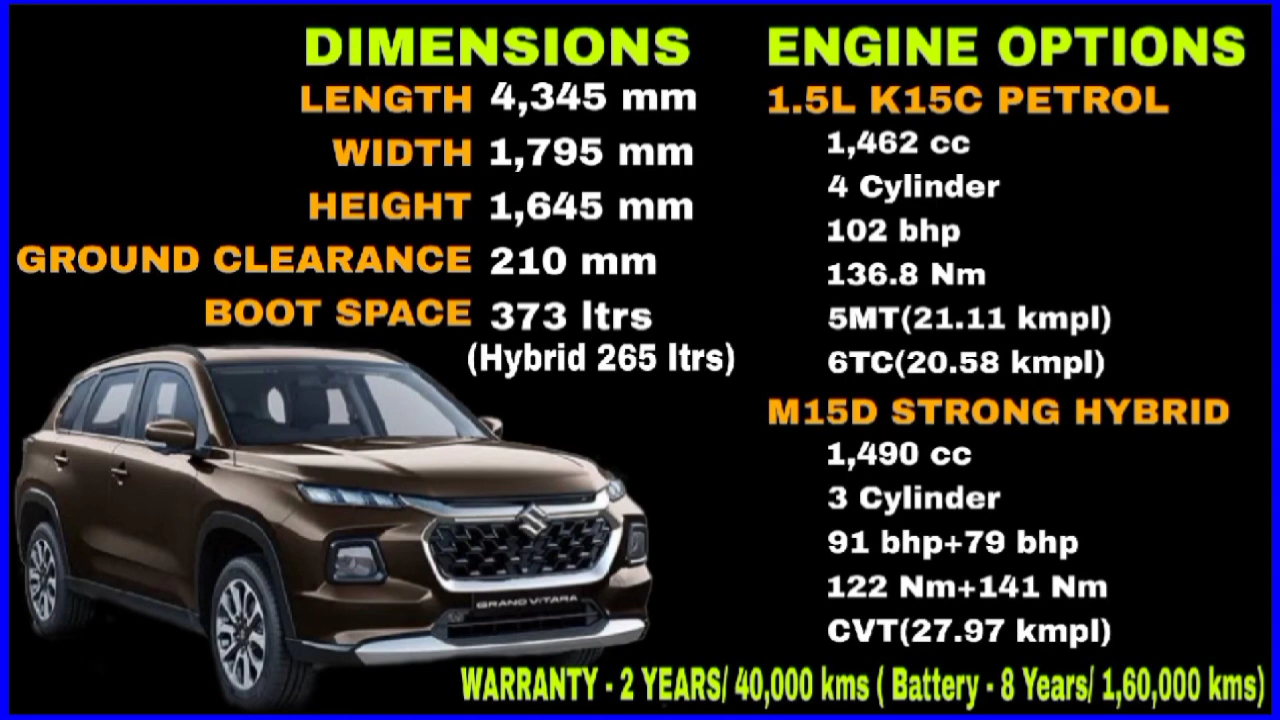 DIMENSIONS
LENGTH 4,345 mm
WIDTH 1,795 mm
HEIGHT 1,645 mm
GROUND CLEARANCE 210 mm
BOOT SPACE 373 ltrs
(Hybrid 265 ltrs)
ENGINE OPTIONS
1.5L K15C PETROL
1,462 cc
4 Cylinder
102 bhp
136.8 Nm
5MT(21.11 kmpl)
6TC(20.58 kmpl)
M15D STRONG HYBRID
1,490 cc
3 Cylinder
91 bhp+79 bhp
122 Nm+141 Nm
CVT(27.97 kmpl)
GRAND VITARA
WARRANTY - 2 YEARS/ 40,000 kms ( Battery - 8 Years/ 1,60,000 kms)